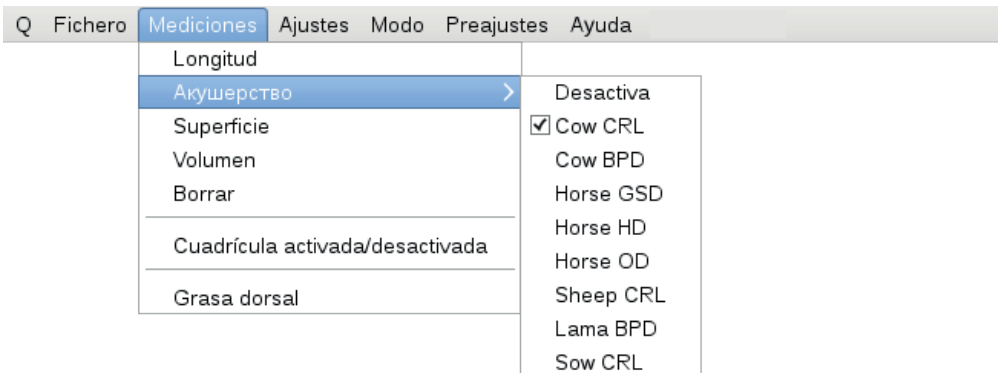 Q Fichero Mediciones Ajustes Modo Preajustes Ayuda
Longitud
Акушерство
Superficie
Volumen
Borrar
Cuadrícula activada/desactivada
Grasa dorsal
Desactiva
Cow CRL
Cow BPD
Horse GSD
Horse HD
Horse OD
Sheep CRL
Lama BPD
Sow CRL